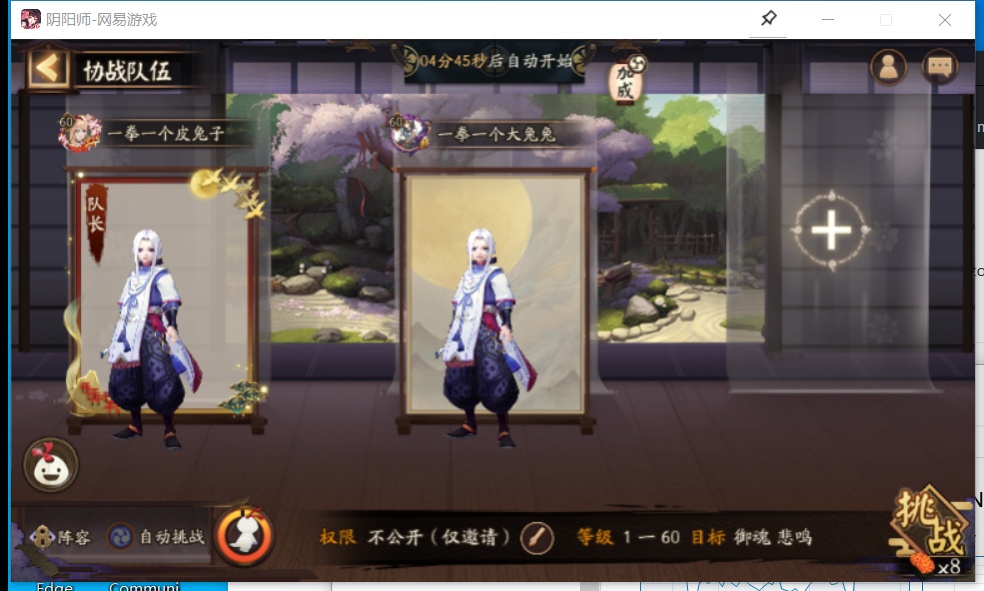 阴阳师-网易游戏
协战队伍
04分45秒后自动开始
加成
60
一拳一个皮兔子
60
一拳一个大兔兔
队长
阵容
自动挑战
权限 不公开（仅邀请）
等级 1 一 60 目标 御魂 悲鸣
挑战
x8
Edge
Communi